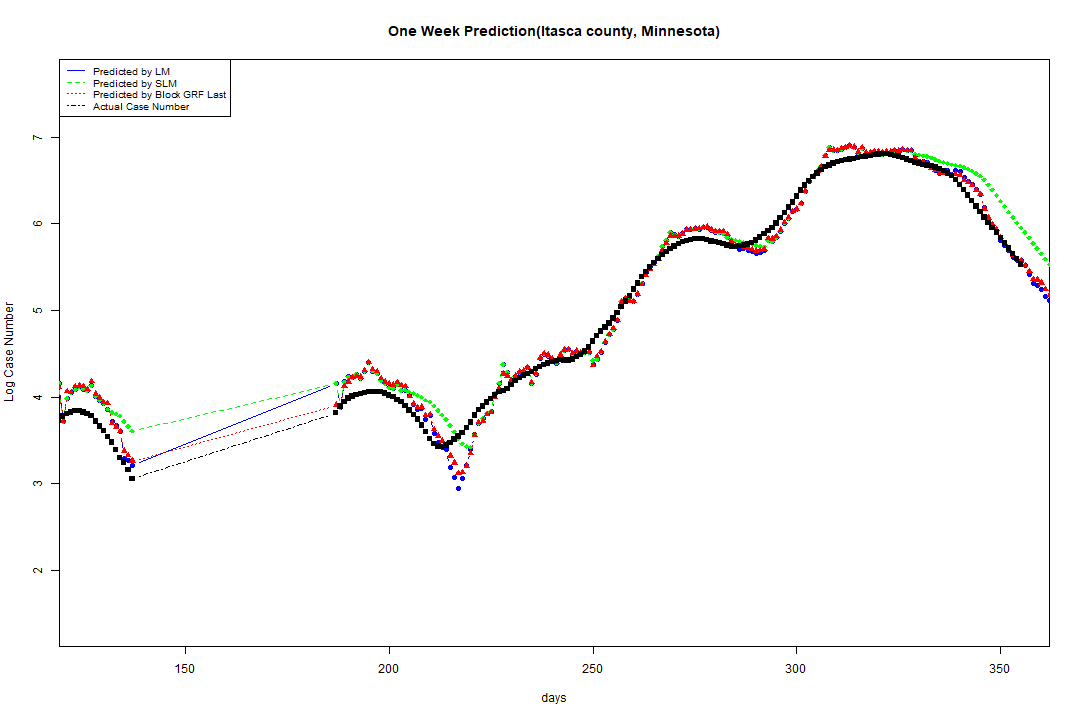 One Week Prediction(Itasca county, Minnesota)
Predicted by LM
Predicted by SLM
Predicted by Block GRF Last
Actual Case Number
Log Case Number
7
6
5
4
3
2
150
200
250
300
350
days